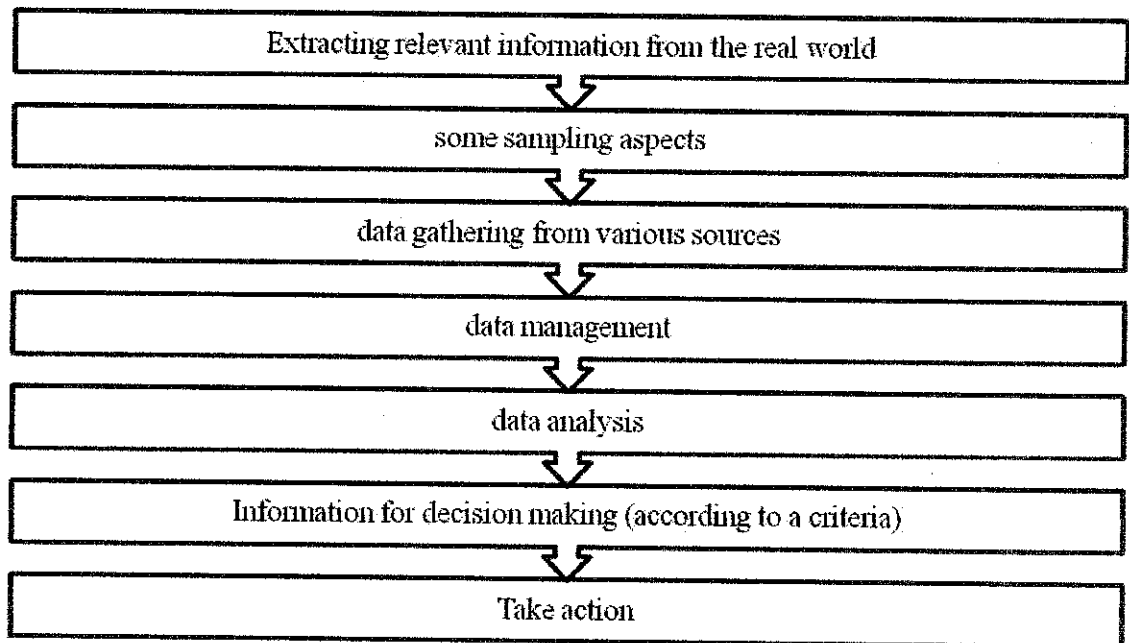 Extracting relevant information from the real world
some sampling aspects
data gathering from various sources
data management
data analysis
Information for decision making (according to a criteria)
Take action